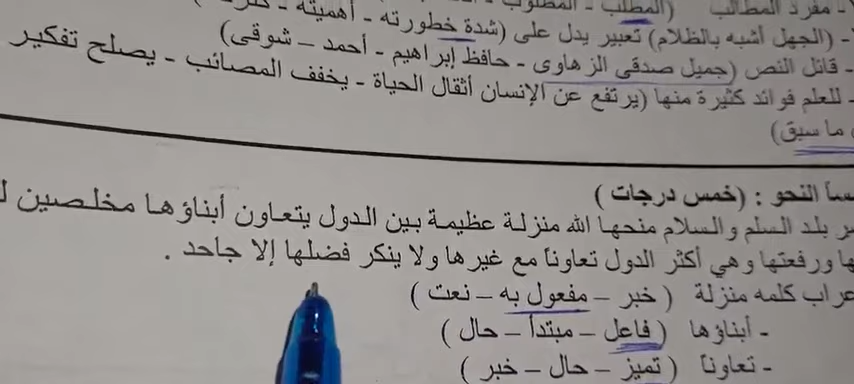 - مفرد المطالب (المطلب - المطلوب -
- (الجهل أشبه بالظلام) تعبير يدل على (شدة خطورته - أهميته -
- قائل النص (جميل صدقى الزهاوى - حافظ إبراهيم - أحمد - شوقى)
- للعلم فوائد كثيرة منها (يرتفع عن الإنسان أثقال الحياة - يخفف المصائب - يصلح تفكير
ما سبق)
النحو : (خمس درجات)
بلد السلم والسلام منحها الله منزلة عظيمة بين الدول يتعاون أبناؤها مخلصين
ورفعتها وهي أكثر الدول تعاوناً مع غيرها ولا ينكر فضلها إلا جاحد .
كلمه منزلة ( خبر – مفعول به – نعت )
- أبناؤها ( فاعل – مبتدأ – حال )
- تعاوناً ( تميز – حال – خبر )